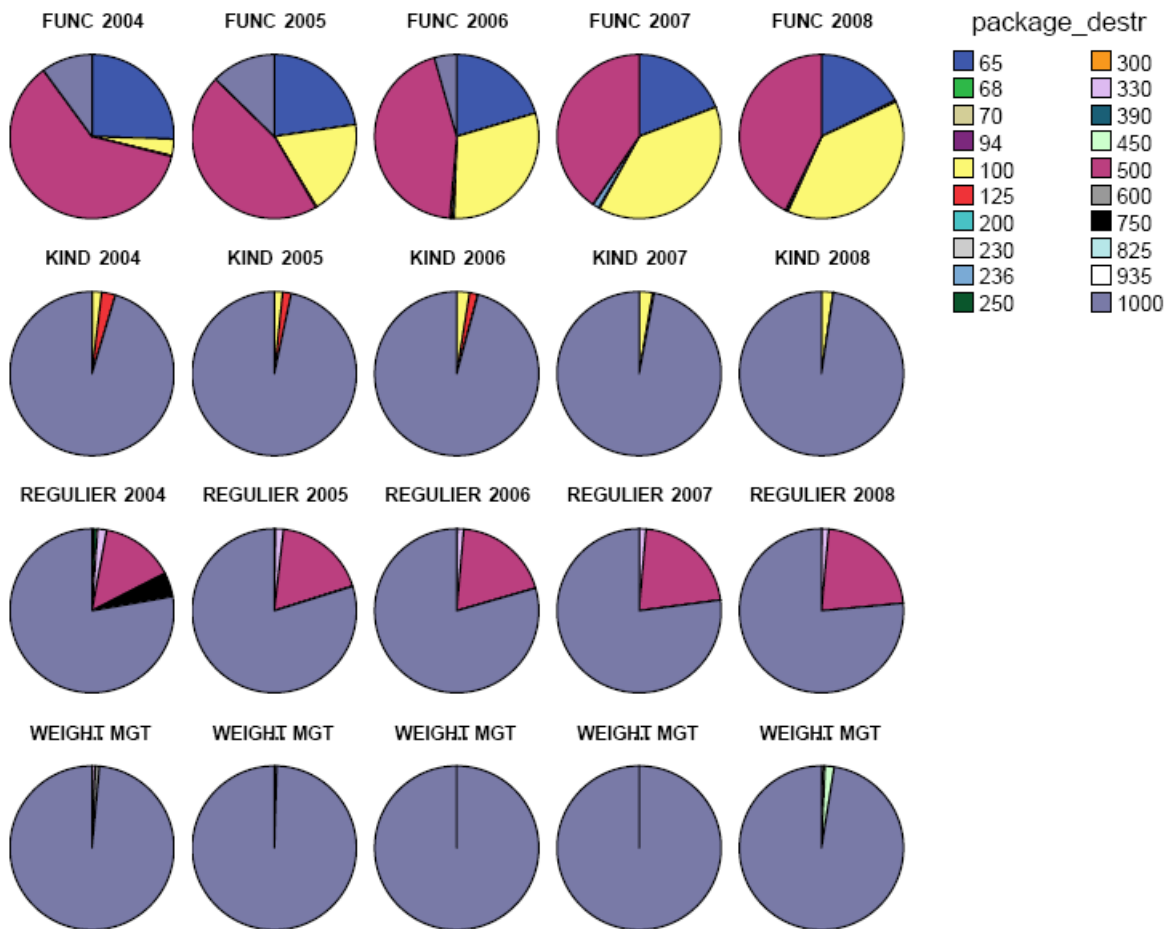 FUNC 2004 FUNC 2005 FUNC 2006 FUNC 2007 FUNC 2008
KIND 2004 KIND 2005 KIND 2006 KIND 2007 KIND 2008
REGULIER 2004 REGULIER 2005 REGULIER 2006 REGULIER 2007 REGULIER 2008
WEIGHT MGT WEIGHT MGT WEIGHT MGT WEIGHT MGT WEIGHT MGT
package_destr
65 300
68 330
70 390
94 450
100 500
125 600
200 750
230 825
236 935
250 1000